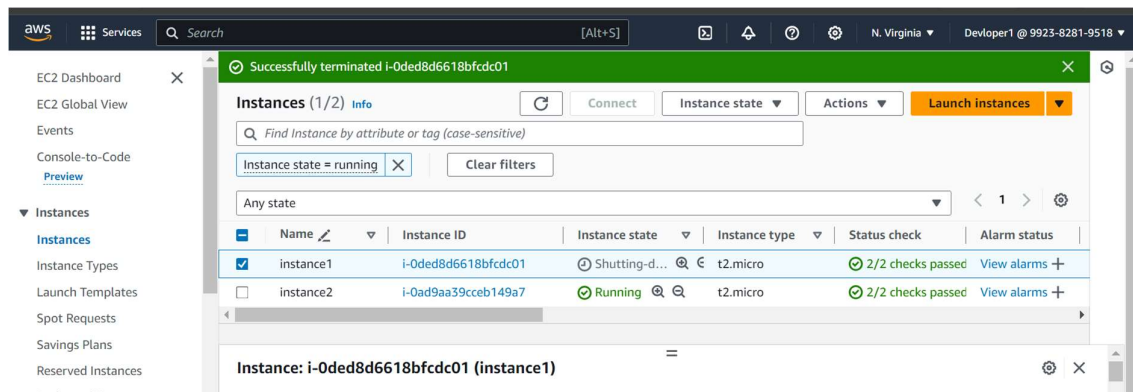 aws Services Search [Alt+S] N. Virginia Devloper1 @ 9923-8281-9518
EC2 Dashboard
EC2 Global View
Events
Console-to-Code
Preview
Instances
Instances
Instance Types
Launch Templates
Spot Requests
Savings Plans
Reserved Instances
Successfully terminated i-0ded8d6618bfcdc01
Instances (1/2) Info Connect Instance state Actions Launch instances
Find Instance by attribute or tag (case-sensitive)
Instance state = running Clear filters
Any state 1
Name Instance ID Instance state Instance type Status check Alarm status
instance1 i-0ded8d6618bfcdc01 Shutting-d... t2.micro 2/2 checks passed View alarms +
instance2 i-0ad9aa39cceb149a7 Running t2.micro 2/2 checks passed View alarms +
Instance: i-0ded8d6618bfcdc01 (instance1)